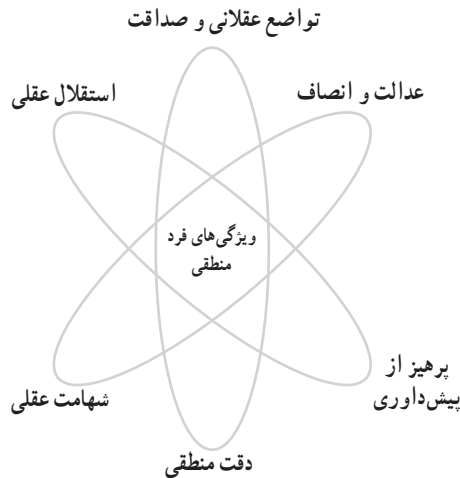 تواضع عقلانی و صداقت
عدالت و انصاف
استقلال عقلی
ویژگی‌های فرد
منطقی
پرهیز از
پیش‌داوری
شهامت عقلی
دقت منطقی